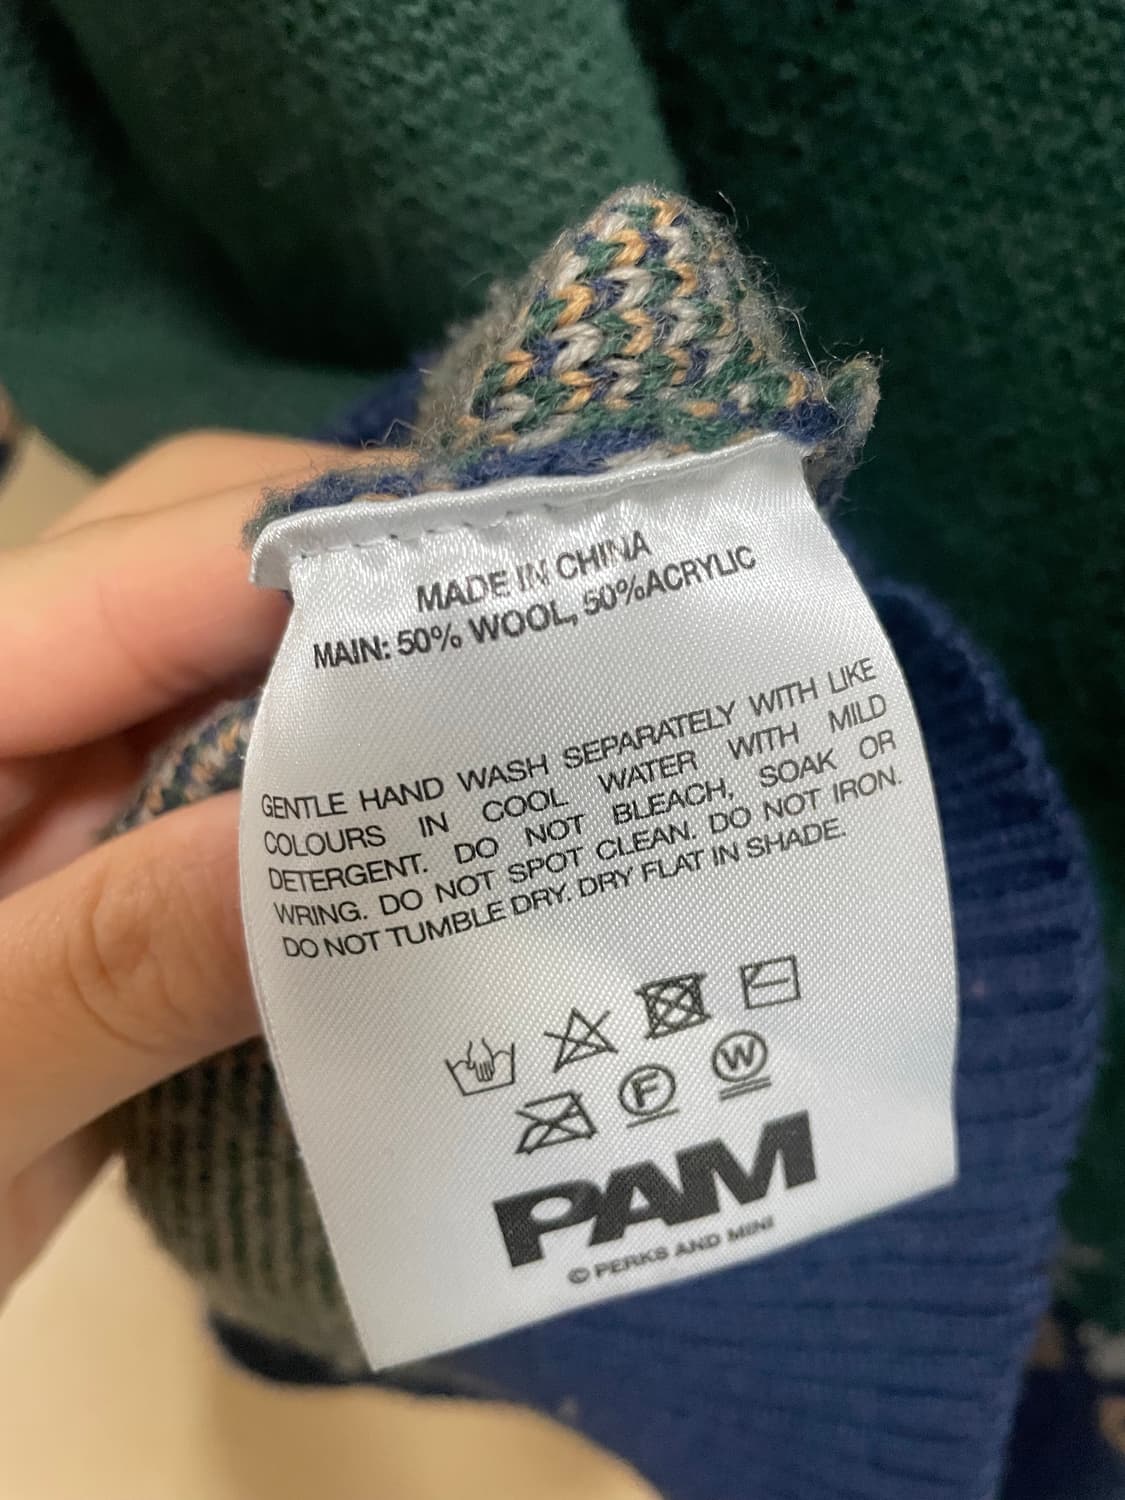 MADE IN CHINA
MAIN: 50% WOOL, 50%ACRYLIC
GENTLE HAND WASH SEPARATELY WITH LIKE
COLOURS IN COOL WATER WITH MILD
DETERGENT. DO NOT BLEACH, SOAK OR
WRING. DO NOT SPOT CLEAN. DO NOT IRON.
DO NOT TUMBLE DRY. DRY FLAT IN SHADE.
F W
PAM
© PERKS AND MINI